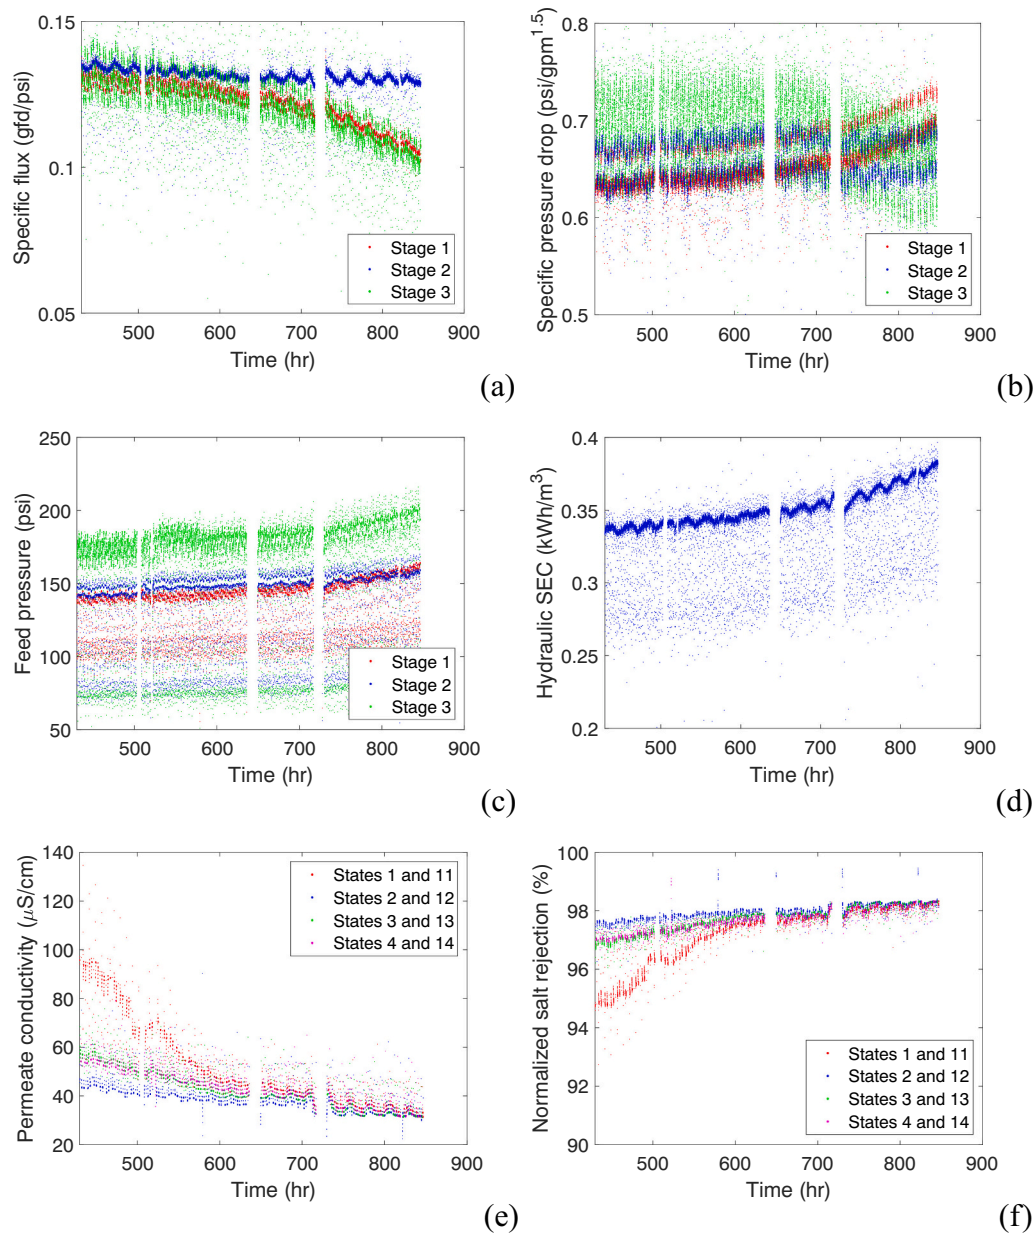 0.15
0.1
0.05
Specific flux (gfd/psi)
Stage 1
Stage 2
Stage 3
500 600 700 800 900
Time (hr)
(a)
0.8
0.7
0.6
0.5
Specific pressure drop (psi/gpm^1.5)
Stage 1
Stage 2
Stage 3
500 600 700 800 900
Time (hr)
(b)
250
200
150
100
50
Feed pressure (psi)
Stage 1
Stage 2
Stage 3
500 600 700 800 900
Time (hr)
(c)
0.4
0.35
0.3
0.25
0.2
Hydraulic SEC (kWh/m^3)
500 600 700 800 900
Time (hr)
(d)
140
120
100
80
60
40
20
Permeate conductivity (μS/cm)
States 1 and 11
States 2 and 12
States 3 and 13
States 4 and 14
500 600 700 800 900
Time (hr)
(e)
100
98
96
94
92
90
Normalized salt rejection (%)
States 1 and 11
States 2 and 12
States 3 and 13
States 4 and 14
500 600 700 800 900
Time (hr)
(f)